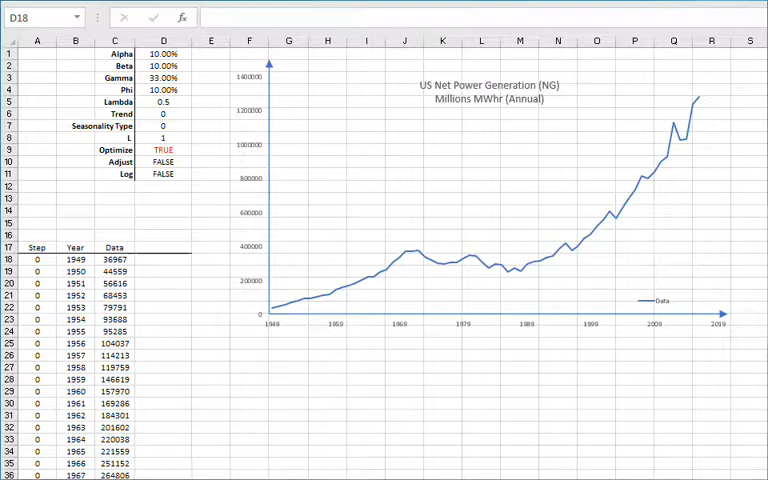 D18
fx
A B C D E F G H I J K L M N O P Q R S
1 Alpha 10.00%
2 Beta 10.00%
3 Gamma 33.00%
4 Phi 10.00%
5 Lambda 0.5
6 Trend 0
7 Seasonality Type 0
8 L 1
9 Optimize TRUE
10 Adjust FALSE
11 Log FALSE
12
13
14
15
16
17 Step Year Data
18 0 1949 36967
19 0 1950 44559
20 0 1951 56616
21 0 1952 68453
22 0 1953 79791
23 0 1954 93688
24 0 1955 95285
25 0 1956 104037
26 0 1957 114213
27 0 1958 119759
28 0 1959 146619
29 0 1960 157970
30 0 1961 169286
31 0 1962 184301
32 0 1963 201602
33 0 1964 220038
34 0 1965 221559
35 0 1966 251152
36 0 1967 264806
US Net Power Generation (NG)
Millions MWhr (Annual)
1400000
1200000
1000000
800000
600000
400000
200000
0
Data
1949 1959 1969 1979 1989 1999 2009 2019